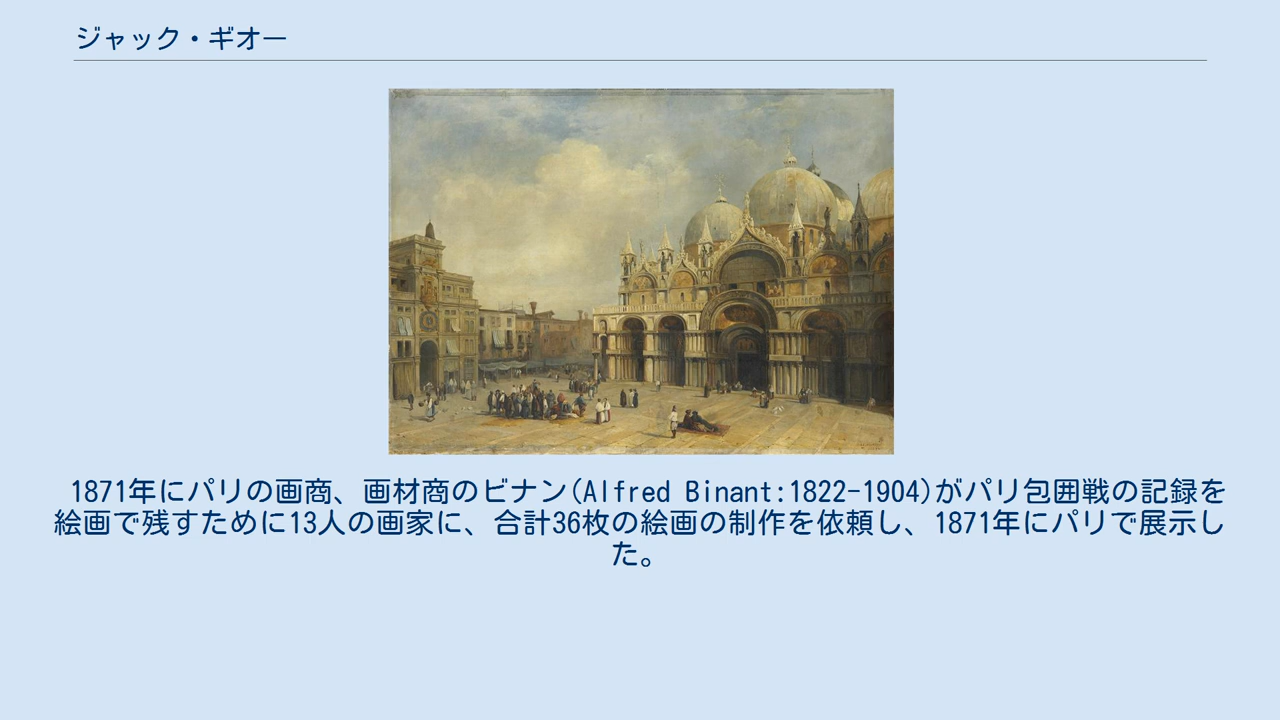 ジャック・ギオー
1871年にパリの画商、画材商のビナン(Alfred Binant:1822-1904)がパリ包囲戦の記録を
絵画で残すために13人の画家に、合計36枚の絵画の制作を依頼し、1871年にパリで展示し
た。